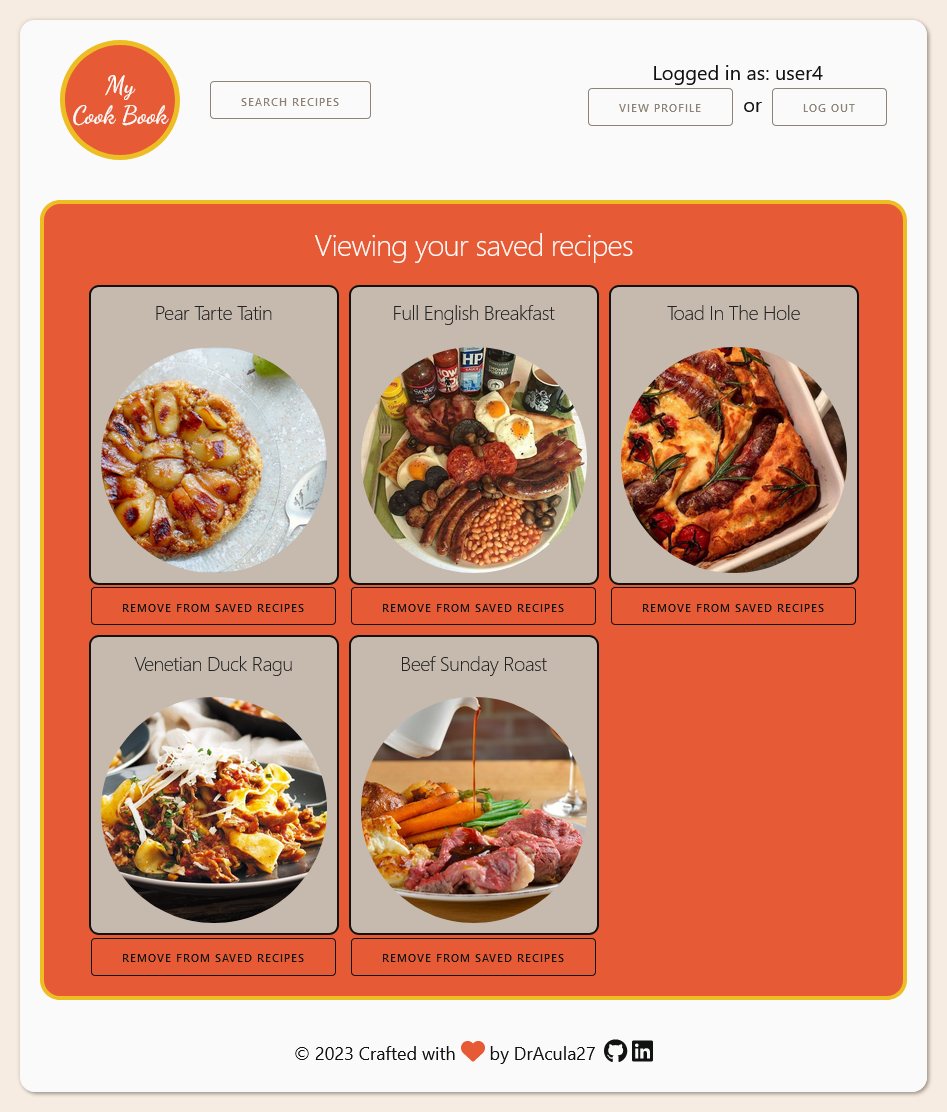 My
Cook Book
SEARCH RECIPES
Logged in as: user4
VIEW PROFILE or LOG OUT
Viewing your saved recipes
Pear Tarte Tatin
Full English Breakfast
Toad In The Hole
HP
REMOVE FROM SAVED RECIPES
REMOVE FROM SAVED RECIPES
REMOVE FROM SAVED RECIPES
Venetian Duck Ragu
Beef Sunday Roast
REMOVE FROM SAVED RECIPES
REMOVE FROM SAVED RECIPES
© 2023 Crafted with by DrAcula27